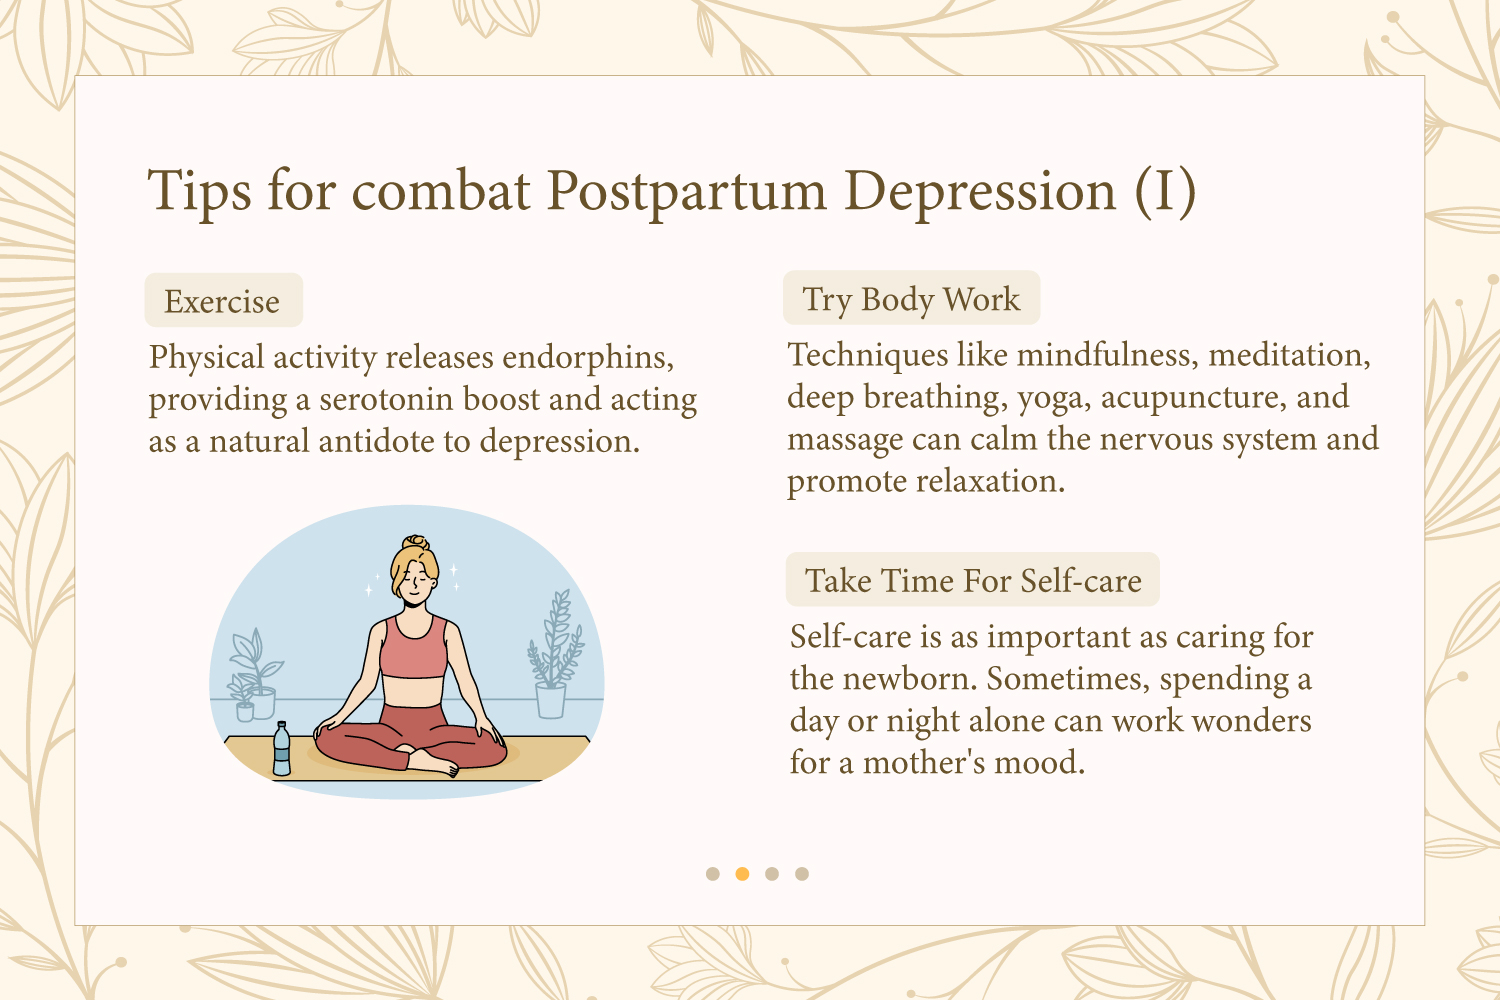 Tips for combat Postpartum Depression (I)
Exercise
Physical activity releases endorphins,
providing a serotonin boost and acting
as a natural antidote to depression.
Try Body Work
Techniques like mindfulness, meditation,
deep breathing, yoga, acupuncture, and
massage can calm the nervous system and
promote relaxation.
Take Time For Self-care
Self-care is as important as caring for
the newborn. Sometimes, spending a
day or night alone can work wonders
for a mother's mood.